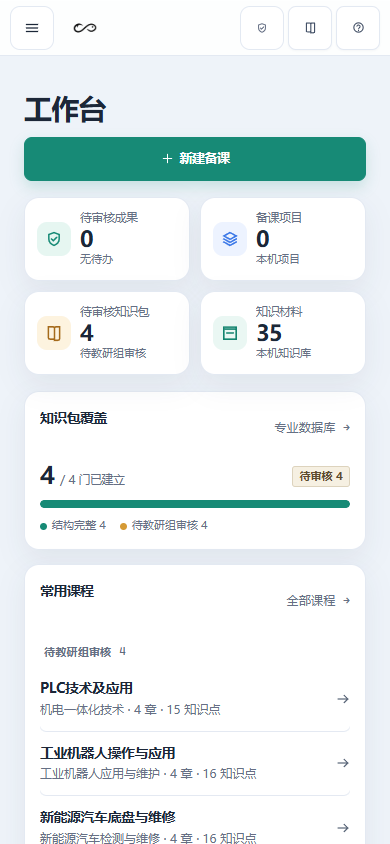 工作台
新建备课
待审核成果
0
无待办
备课项目
0
本机项目
待审核知识包
4
待教研组审核
知识材料
35
本机知识库
知识包覆盖
专业数据库
4 / 4 门已建立
待审核 4
结构完整 4
待教研组审核 4
常用课程
全部课程
待教研组审核 4
PLC技术及应用
机电一体化技术 · 4 章 · 15 知识点
工业机器人操作与应用
工业机器人应用与维护 · 4 章 · 16 知识点
新能源汽车底盘与维修
新能源汽车检测与维修 · 4 章 · 16 知识点